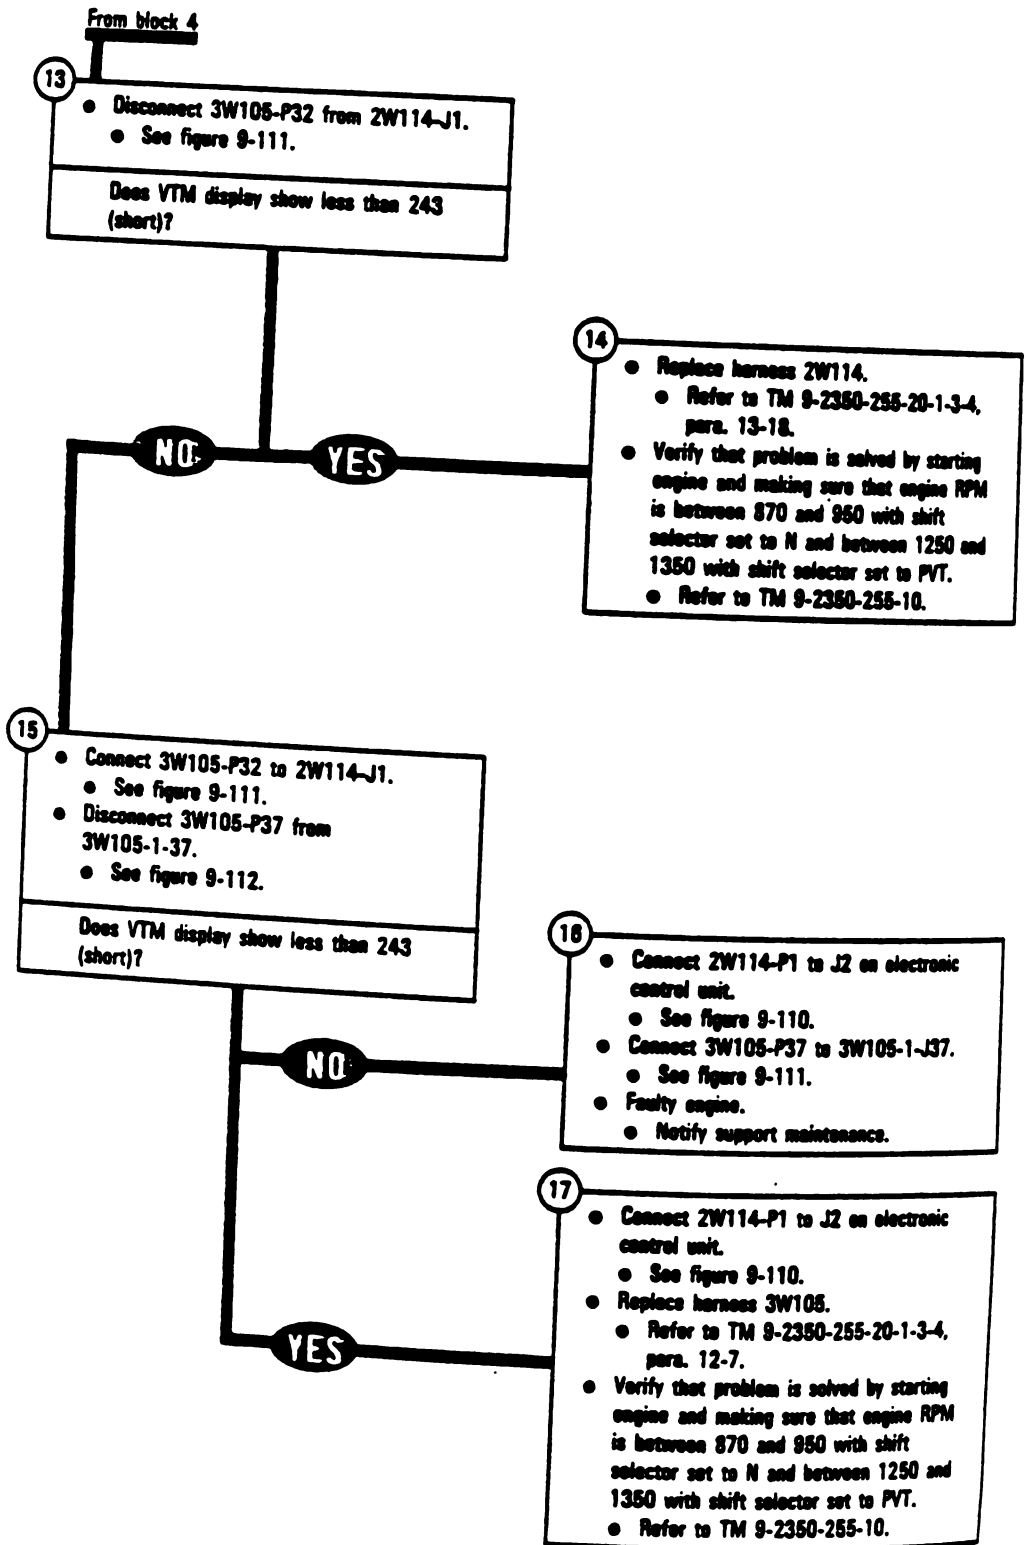 From block 4
13
● Disconnect 3W105-P32 from 2W114-J1.
● See figure 9-111.
Does VTM display show less than 243
(short)?
NO
YES
14
● Replace harness 2W114.
● Refer to TM 9-2350-255-20-1-3-4,
para. 13-18.
● Verify that problem is solved by starting
engine and making sure that engine RPM
is between 870 and 950 with shift
selector set to N and between 1250 and
1350 with shift selector set to PVT.
● Refer to TM 9-2350-255-10.
15
● Connect 3W105-P32 to 2W114-J1.
● See figure 9-111.
● Disconnect 3W105-P37 from
3W105-1-37.
● See figure 9-112.
Does VTM display show less than 243
(short)?
NO
16
● Connect 2W114-P1 to J2 on electronic
control unit.
● See figure 9-110.
● Connect 3W105-P37 to 3W105-1-J37.
● See figure 9-111.
● Faulty engine.
● Notify support maintenance.
YES
17
● Connect 2W114-P1 to J2 on electronic
control unit.
● See figure 9-110.
● Replace harness 3W105.
● Refer to TM 9-2350-255-20-1-3-4,
para. 12-7.
● Verify that problem is solved by starting
engine and making sure that engine RPM
is between 870 and 950 with shift
selector set to N and between 1250 and
1350 with shift selector set to PVT.
● Refer to TM 9-2350-255-10.